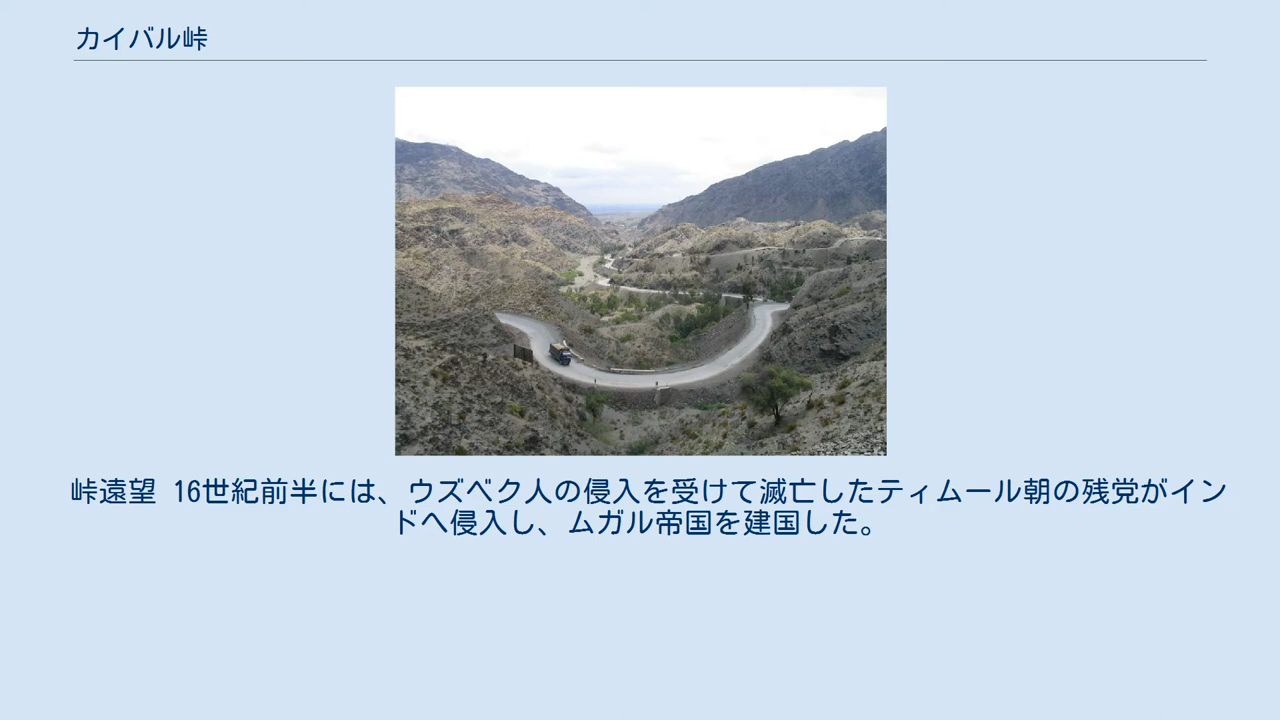 カイバル峠
峠遠望 16世紀前半には、ウズベク人の侵入を受けて滅亡したティムール朝の残党がイン
ドへ侵入し、ムガル帝国を建国した。